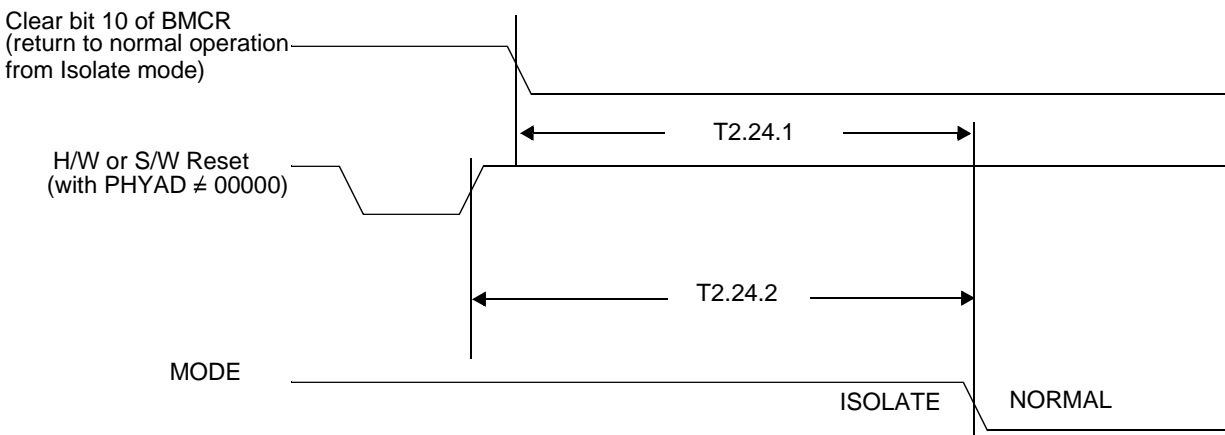 Clear bit 10 of BMCR
(return to normal operation
from Isolate mode)
T2.24.1
H/W or S/W Reset
(with PHYAD ≠ 00000)
T2.24.2
MODE
ISOLATE
NORMAL